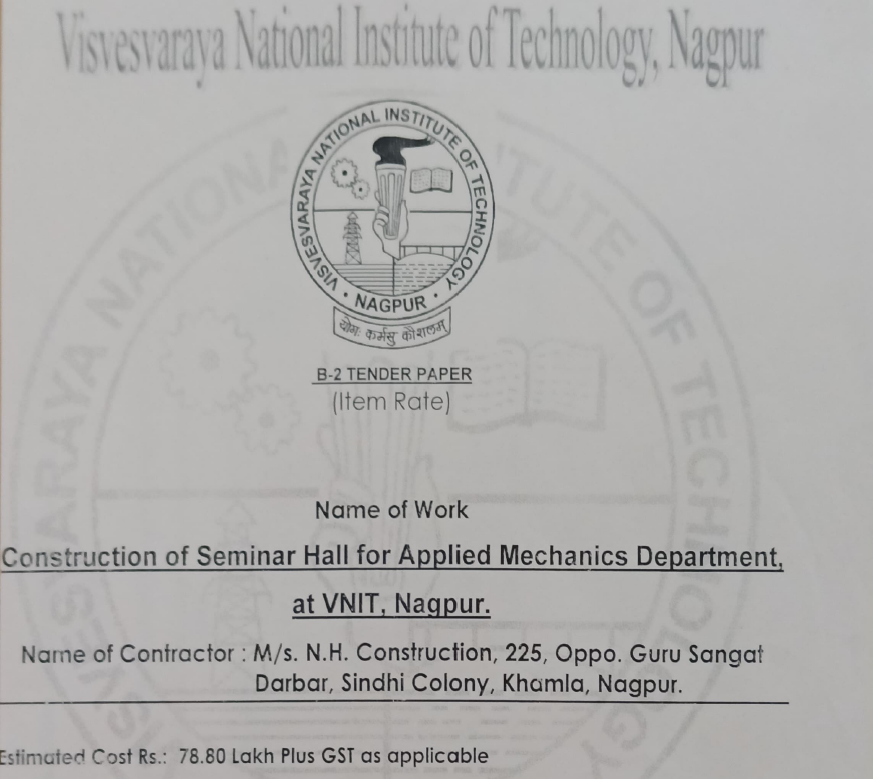 Visvesvaraya National Institute of Technology, Nagpur
VISVESVARAYA NATIONAL INSTITUTE OF TECHNOLOGY
• NAGPUR •
योगः कर्मसु कौशलम्
B-2 TENDER PAPER
(Item Rate)
Name of Work
Construction of Seminar Hall for Applied Mechanics Department,
at VNIT, Nagpur.
Name of Contractor : M/s. N.H. Construction, 225, Oppo. Guru Sangat
Darbar, Sindhi Colony, Khamla, Nagpur.
Estimated Cost Rs.: 78.80 Lakh Plus GST as applicable